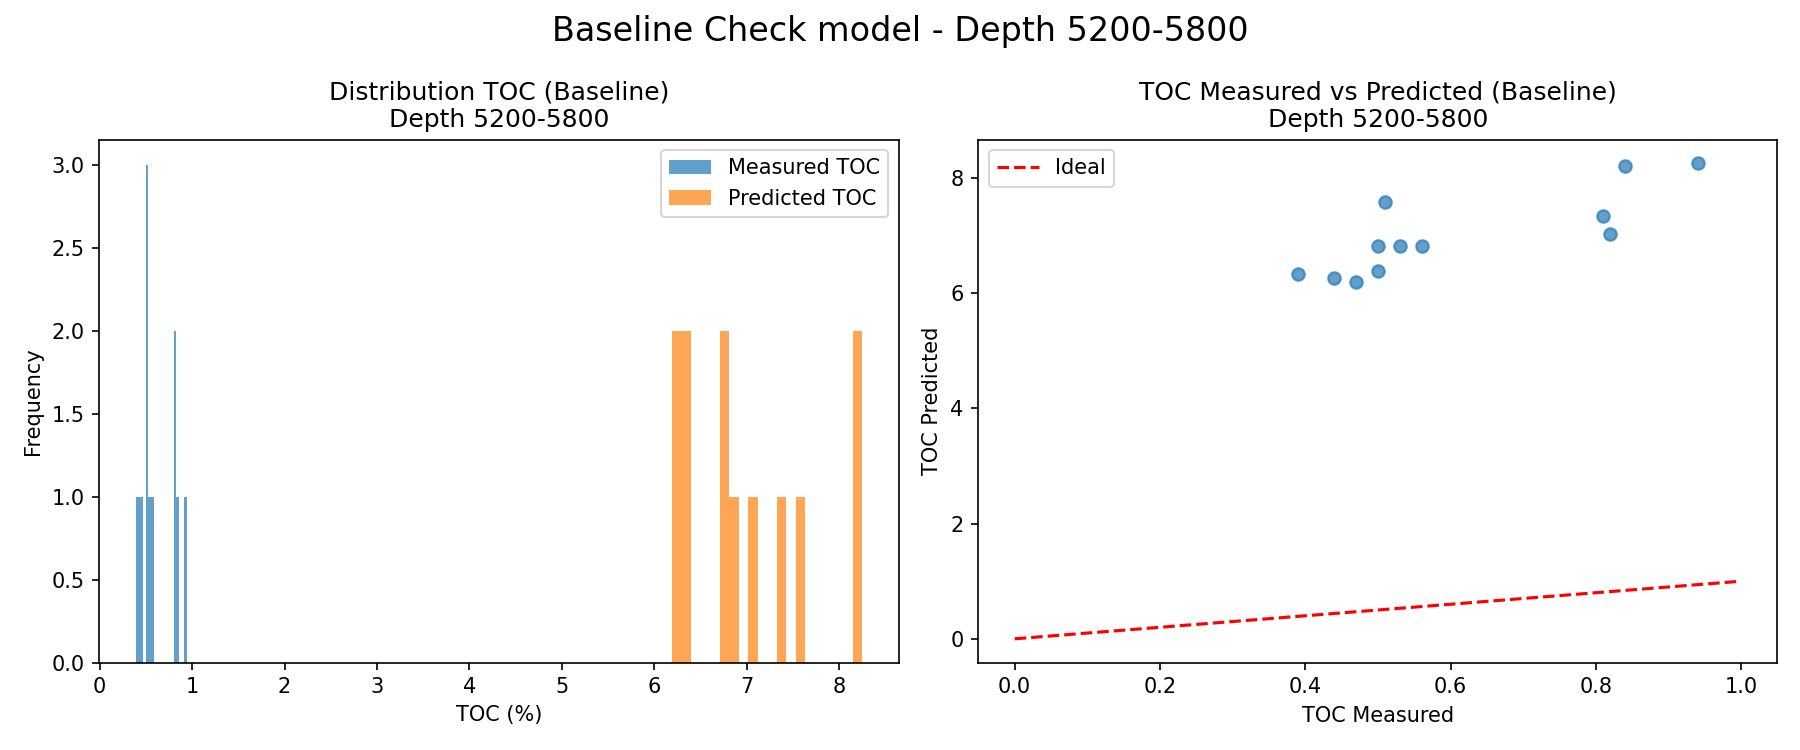 Baseline Check model - Depth 5200-5800
Distribution TOC (Baseline)
Depth 5200-5800
3.0
2.5
2.0
1.5
1.0
0.5
0.0
Frequency
Measured TOC
Predicted TOC
0 1 2 3 4 5 6 7 8
TOC (%)
TOC Measured vs Predicted (Baseline)
Depth 5200-5800
8
6
4
2
0
TOC Predicted
Ideal
0.0 0.2 0.4 0.6 0.8 1.0
TOC Measured